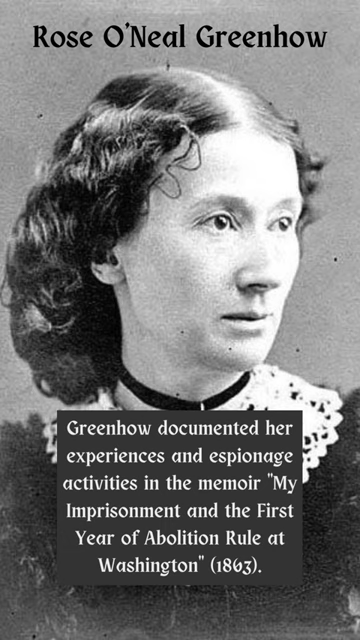 Rose O'Neal Greenhow
Greenhow documented her
experiences and espionage
activities in the memoir "My
Imprisonment and the First
Year of Abolition Rule at
Washington" (1863).